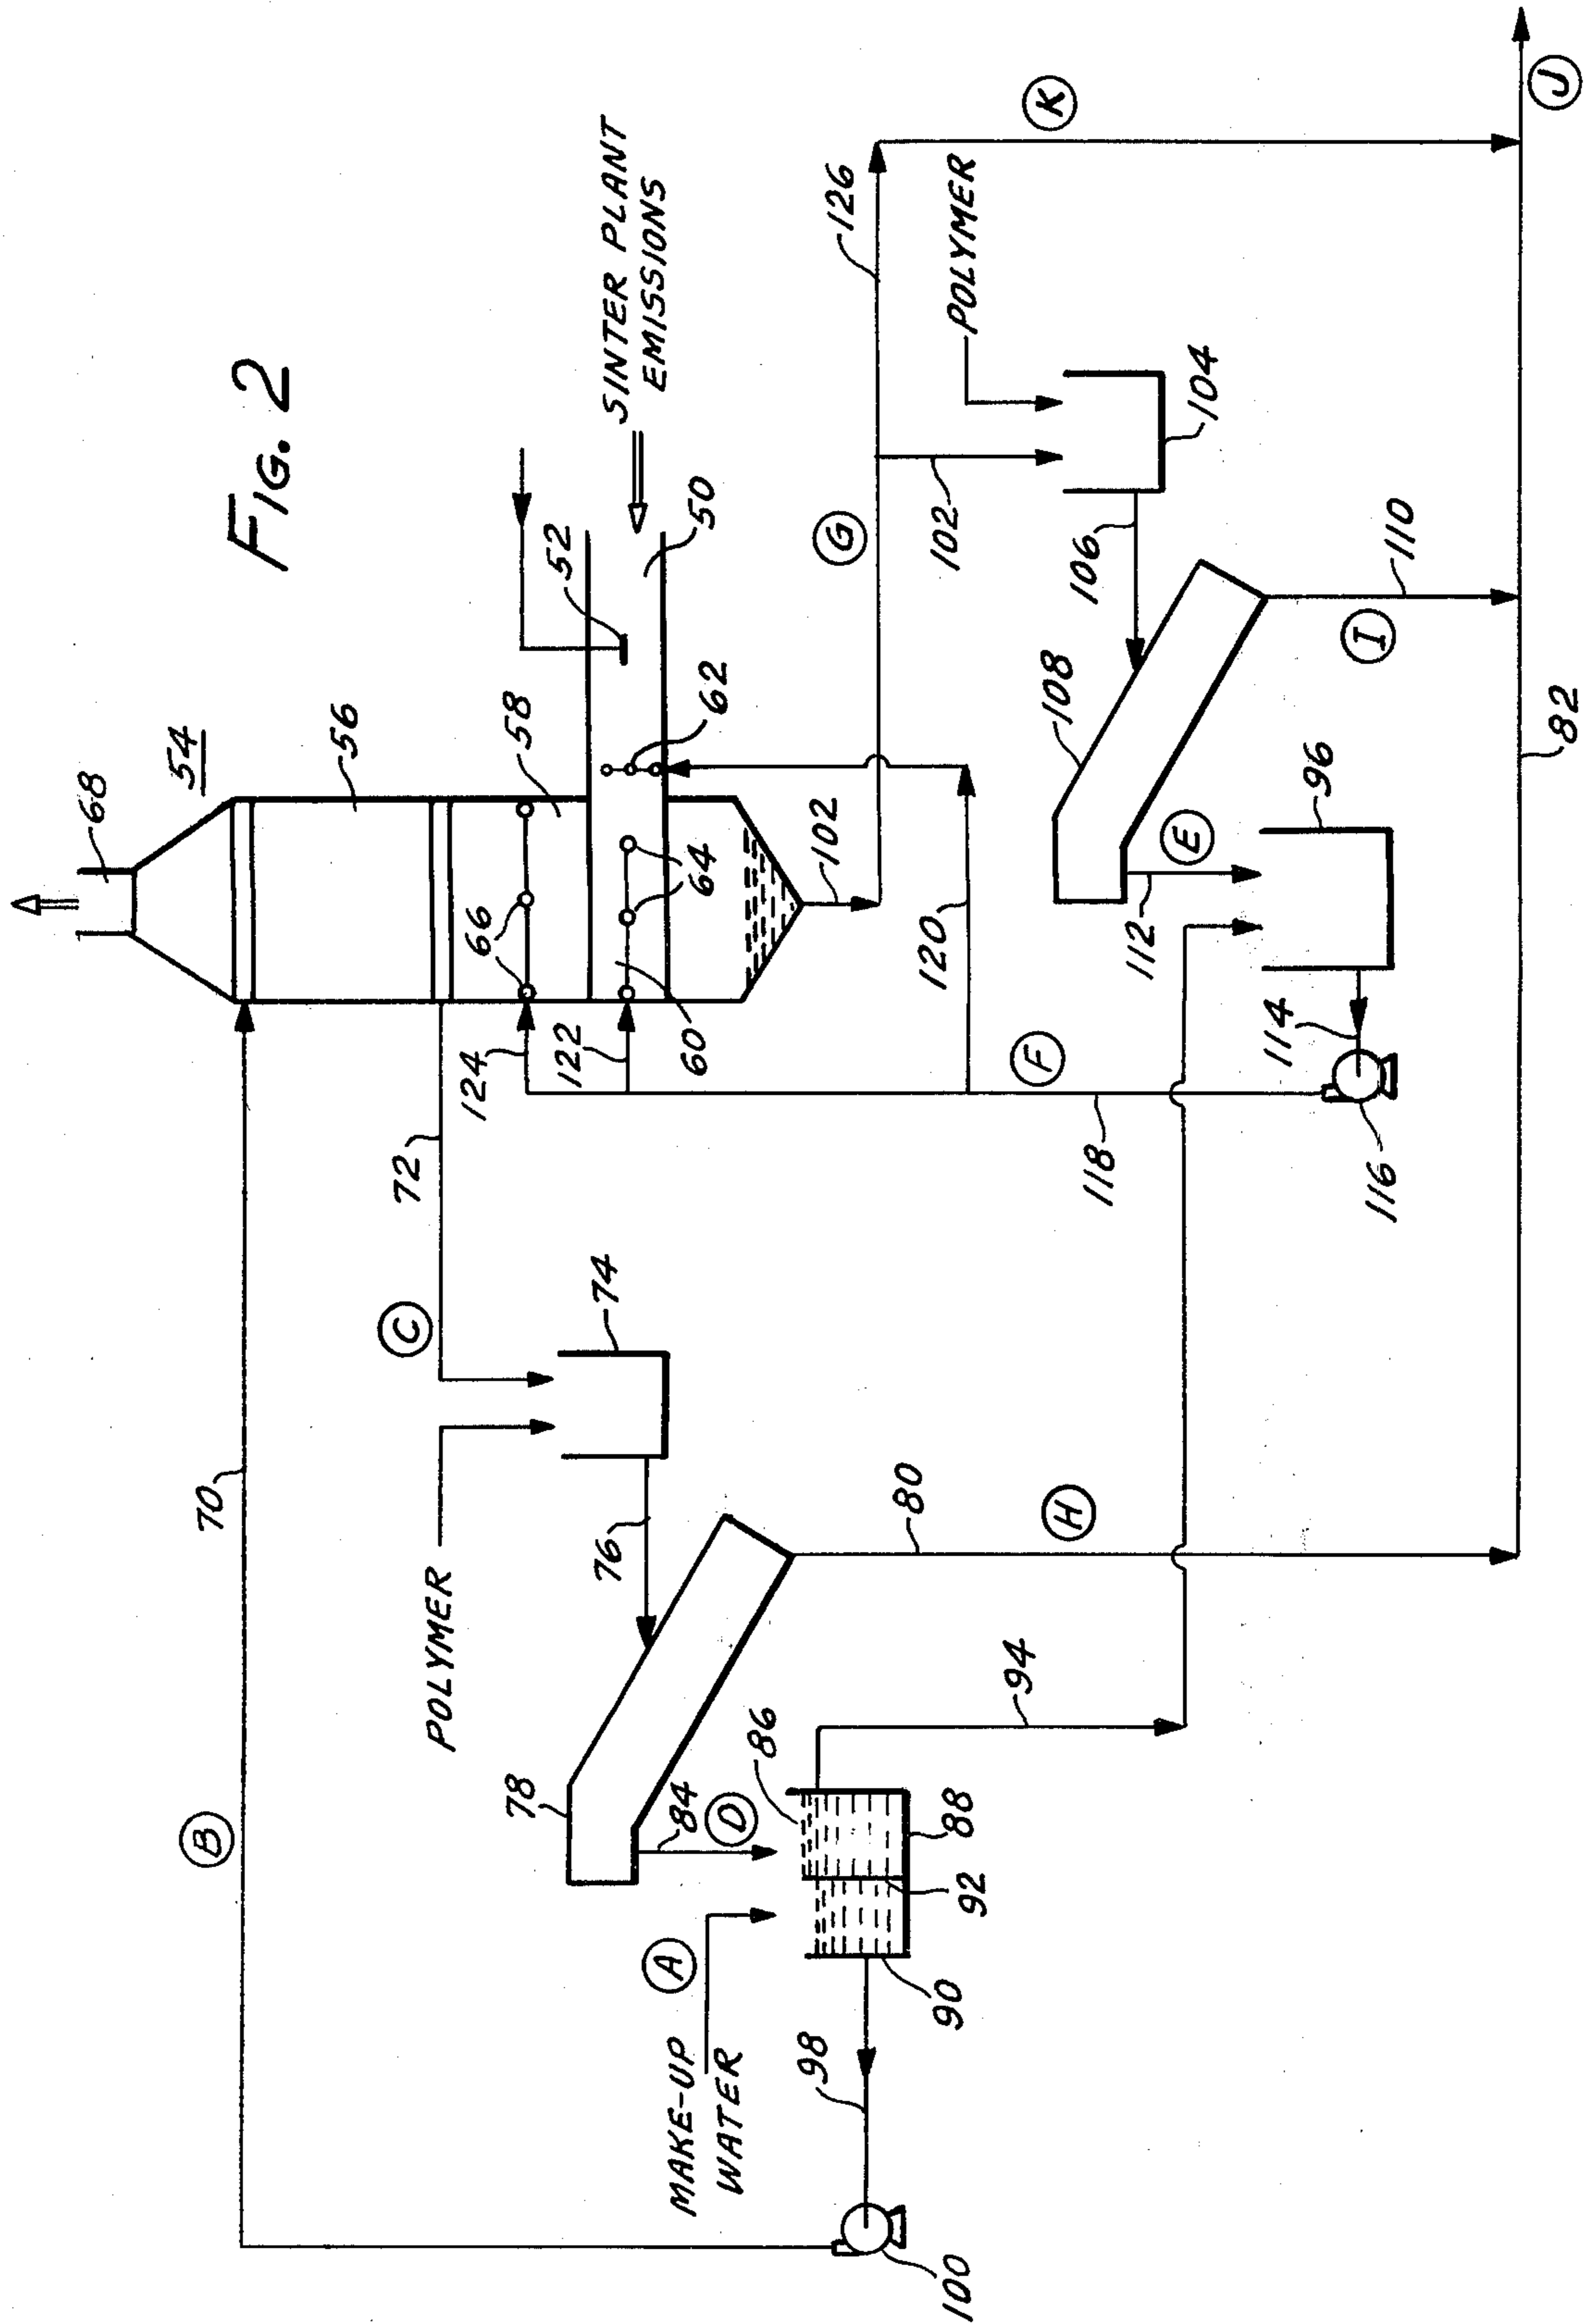 FIG. 2
68
54
56
58
52
SINTER PLANT
EMISSIONS
50
62
64
66
60
124
122
102
120
70
B
72
C
POLYMER
74
76
78
80
H
84
D
86
88
92
90
A
MAKE-UP
WATER
98
100
94
118
F
116
114
96
E
112
108
106
104
102
POLYMER
G
126
K
I
110
82
J